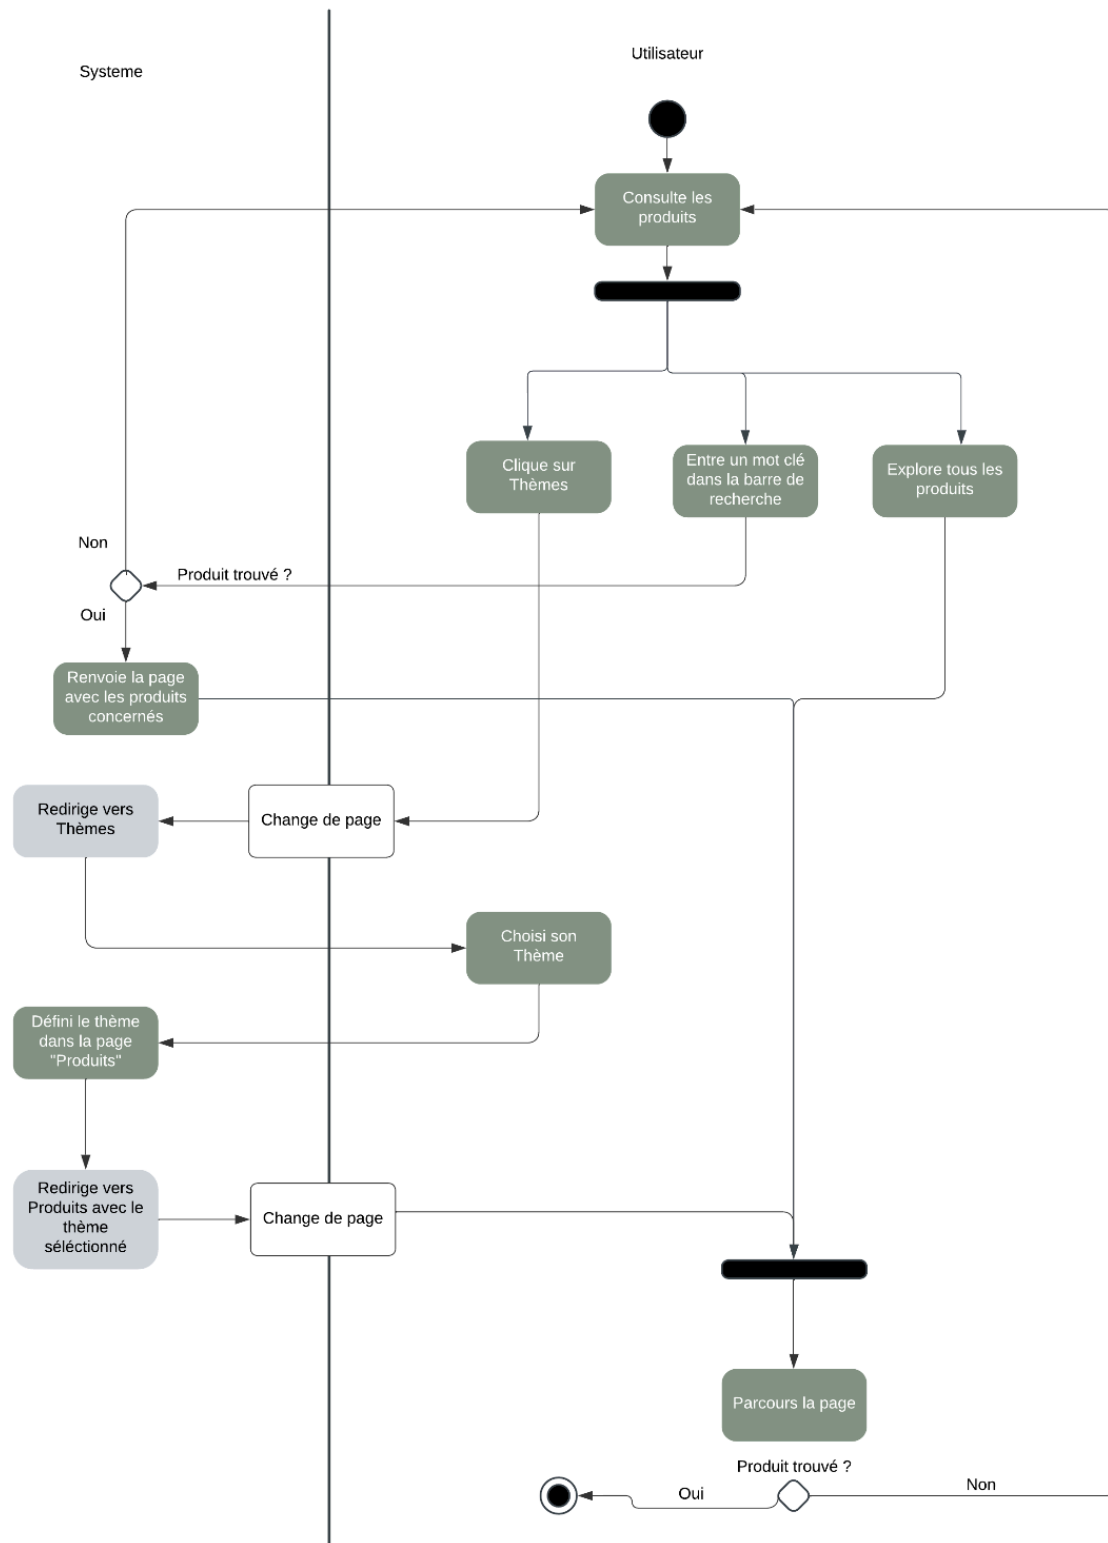 Systeme
Utilisateur
Consulte les
produits
Clique sur
Thèmes
Entre un mot clé
dans la barre de
recherche
Explore tous les
produits
Non
Produit trouvé ?
Oui
Renvoie la page
avec les produits
concernés
Redirige vers
Thèmes
Change de page
Choisi son
Thème
Défini le thème
dans la page
"Produits"
Redirige vers
Produits avec le
thème
séléctionné
Change de page
Parcours la page
Produit trouvé ?
Oui
Non